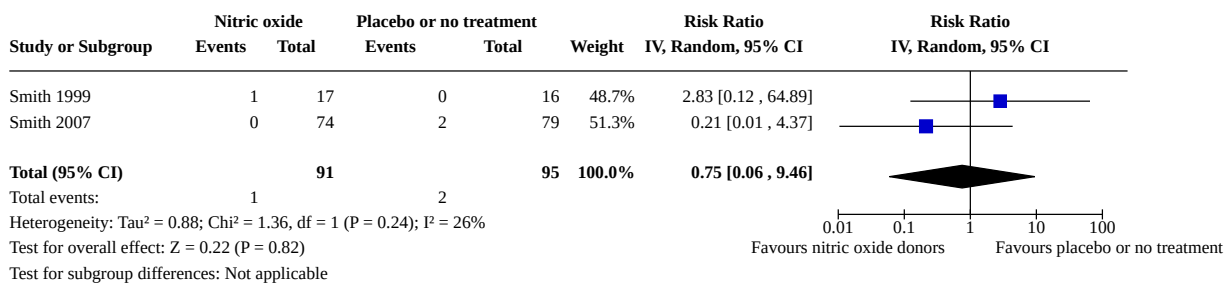 Nitric oxide Placebo or no treatment Risk Ratio Risk Ratio
Study or Subgroup Events Total Events Total Weight IV, Random, 95% CI IV, Random, 95% CI
Smith 1999 1 17 0 16 48.7% 2.83 [0.12 , 64.89]
Smith 2007 0 74 2 79 51.3% 0.21 [0.01 , 4.37]
Total (95% CI) 91 95 100.0% 0.75 [0.06 , 9.46]
Total events: 1 2
Heterogeneity: Tau² = 0.88; Chi² = 1.36, df = 1 (P = 0.24); I² = 26%
0.01 0.1 1 10 100
Test for overall effect: Z = 0.22 (P = 0.82) Favours nitric oxide donors Favours placebo or no treatment
Test for subgroup differences: Not applicable